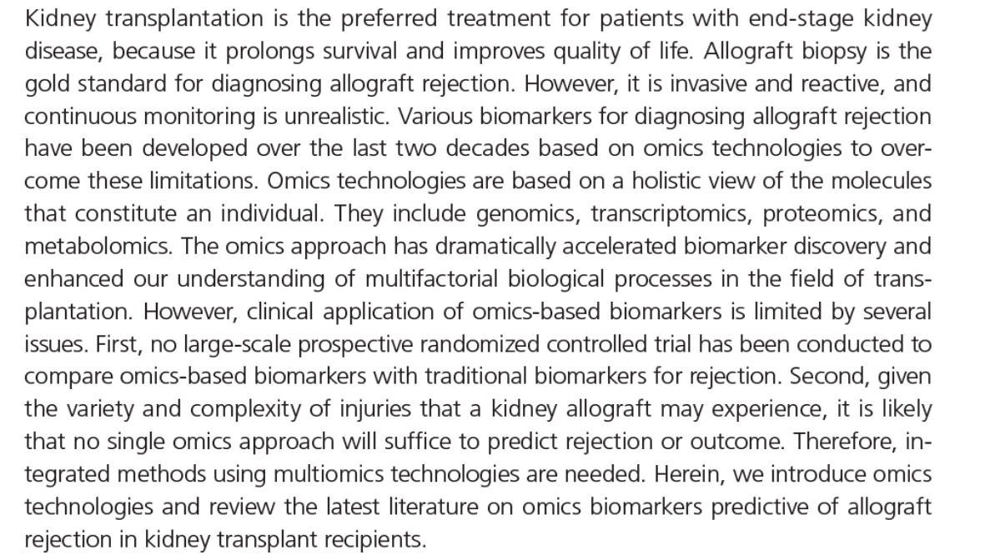 Kidney transplantation is the preferred treatment for patients with end-stage kidney
disease, because it prolongs survival and improves quality of life. Allograft biopsy is the
gold standard for diagnosing allograft rejection. However, it is invasive and reactive, and
continuous monitoring is unrealistic. Various biomarkers for diagnosing allograft rejection
have been developed over the last two decades based on omics technologies to over-
come these limitations. Omics technologies are based on a holistic view of the molecules
that constitute an individual. They include genomics, transcriptomics, proteomics, and
metabolomics. The omics approach has dramatically accelerated biomarker discovery and
enhanced our understanding of multifactorial biological processes in the field of trans-
plantation. However, clinical application of omics-based biomarkers is limited by several
issues. First, no large-scale prospective randomized controlled trial has been conducted to
compare omics-based biomarkers with traditional biomarkers for rejection. Second, given
the variety and complexity of injuries that a kidney allograft may experience, it is likely
that no single omics approach will suffice to predict rejection or outcome. Therefore, in-
tegrated methods using multiomics technologies are needed. Herein, we introduce omics
technologies and review the latest literature on omics biomarkers predictive of allograft
rejection in kidney transplant recipients.